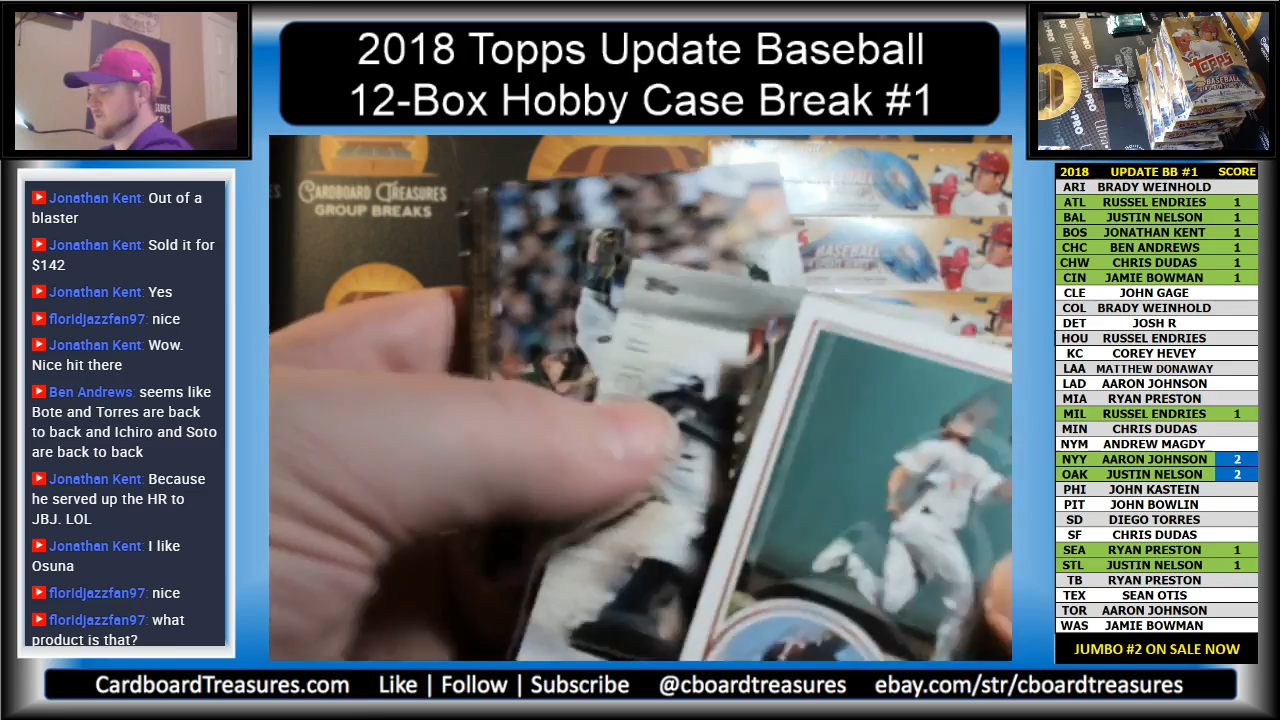 2018 Topps Update Baseball
12-Box Hobby Case Break #1
Jonathan Kent: Out of a
blaster
Jonathan Kent: Sold it for
$142
Jonathan Kent: Yes
floridjazzfan97: nice
Jonathan Kent: Wow.
Nice hit there
Ben Andrews: seems like
Bote and Torres are back
to back and Ichiro and Soto
are back to back
Jonathan Kent: Because
he served up the HR to
JBJ. LOL
Jonathan Kent: I like
Osuna
floridjazzfan97: nice
floridjazzfan97: what
product is that?
CARDBOARD TREASURES
GROUP BREAKS
BASEBALL
Topps
BASEBALL
2018 UPDATE BB #1 SCORE
ARI BRADY WEINHOLD
ATL RUSSEL ENDRIES 1
BAL JUSTIN NELSON 1
BOS JONATHAN KENT 1
CHC BEN ANDREWS 1
CHW CHRIS DUDAS 1
CIN JAMIE BOWMAN 1
CLE JOHN GAGE
COL BRADY WEINHOLD
DET JOSH R
HOU RUSSEL ENDRIES
KC COREY HEVEY
LAA MATTHEW DONAWAY
LAD AARON JOHNSON
MIA RYAN PRESTON
MIL RUSSEL ENDRIES 1
MIN CHRIS DUDAS
NYM ANDREW MAGDY
NYY AARON JOHNSON 2
OAK JUSTIN NELSON 2
PHI JOHN KASTEIN
PIT JOHN BOWLIN
SD DIEGO TORRES
SF CHRIS DUDAS
SEA RYAN PRESTON 1
STL JUSTIN NELSON 1
TB RYAN PRESTON
TEX SEAN OTIS
TOR AARON JOHNSON
WAS JAMIE BOWMAN
JUMBO #2 ON SALE NOW
CardboardTreasures.com Like | Follow | Subscribe @cboardtreasures ebay.com/str/cboardtreasures